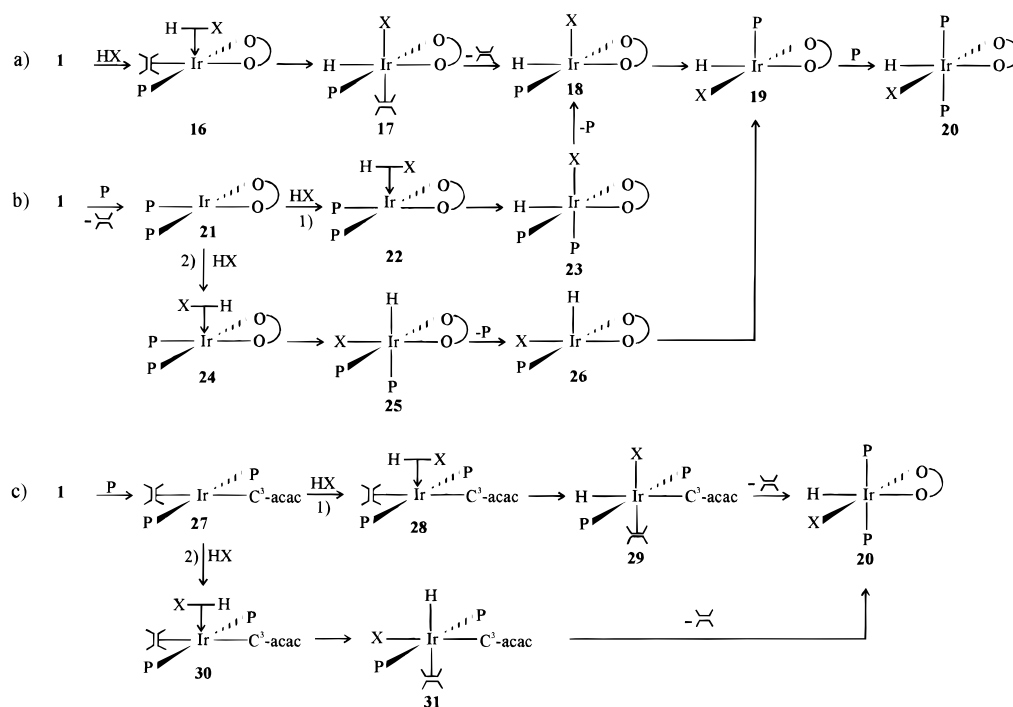 H X
a) 1 HX Ir O O P
16
X
H Ir O O P
17
-
X
H Ir O O P
18
P
H Ir O O X
19
P
P
H Ir O O X P
20
-P
b) 1 P - P Ir O O P
21
HX
1)
H X
P Ir O O P
22
X
H Ir O O P P
23
2) HX
X H
P Ir O O P
24
H
X Ir O O P P
25
-P
H
X Ir O O P
26
c) 1 P Ir P C³-acac P
27
HX
1)
H X
Ir P C³-acac P
28
X
H Ir P C³-acac P
29
-
P
H Ir O O X P
20
2) HX
X H
Ir P C³-acac P
30
H
X Ir P C³-acac P
31
-